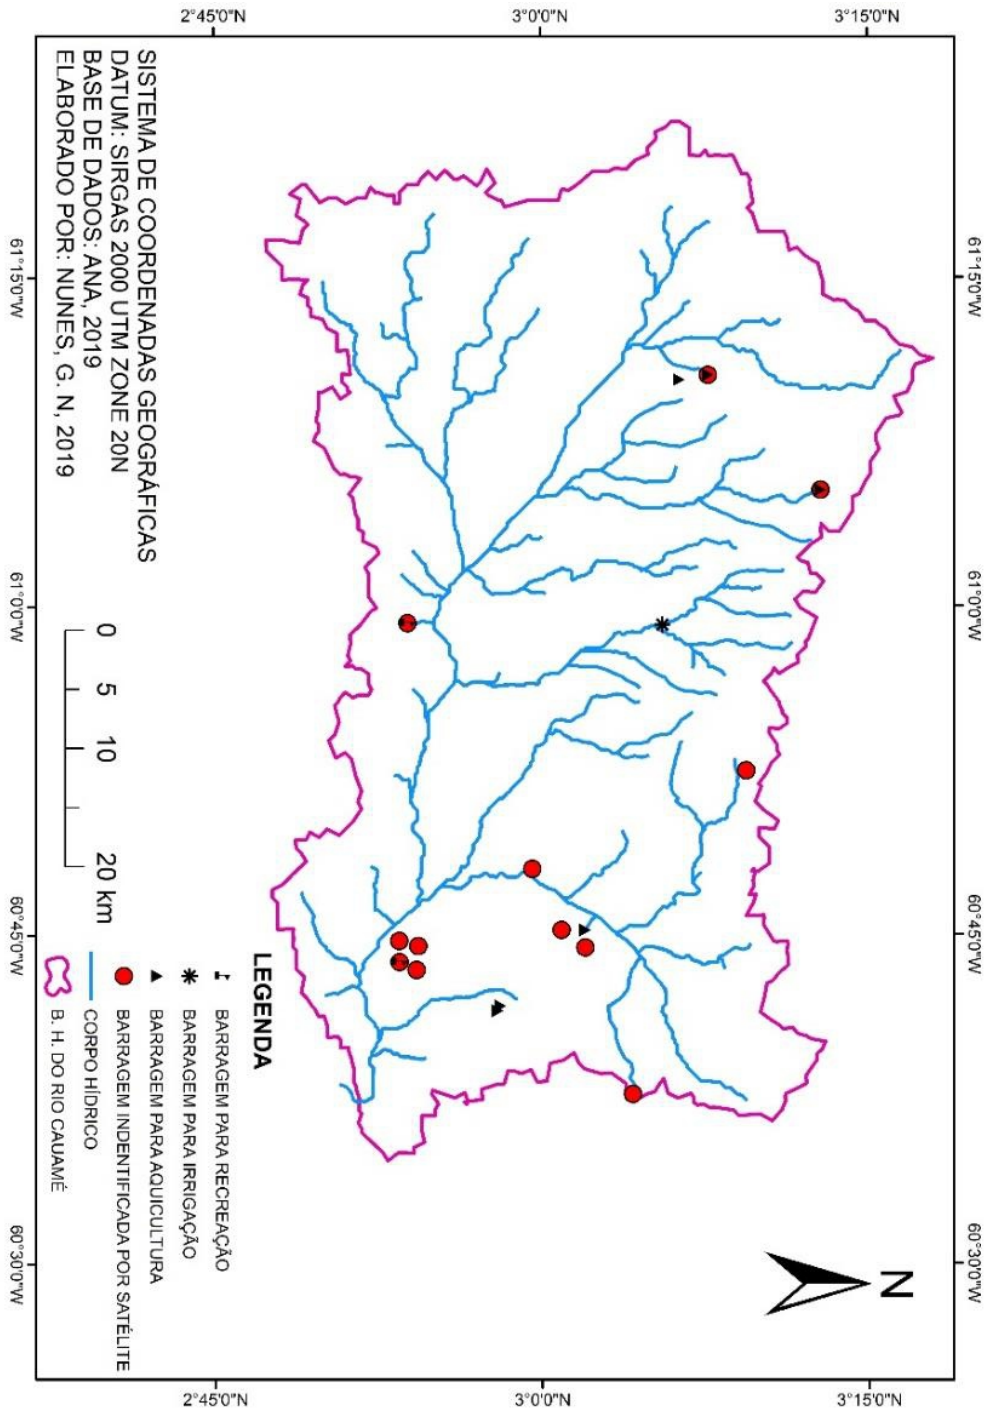 61°15'0"W
61°0'0"W
60°45'0"W
60°30'0"W
3°15'0"N
3°15'0"N
3°0'0"N
3°0'0"N
2°45'0"N
2°45'0"N
N
SISTEMA DE COORDENADAS GEOGRÁFICAS
DATUM: SIRGAS 2000 UTM ZONE 20N
BASE DE DADOS: ANA, 2019
ELABORADO POR: NUNES, G. N, 2019
0 5 10 20 km
LEGENDA
BARRAGEM PARA RECREAÇÃO
BARRAGEM PARA IRRIGAÇÃO
BARRAGEM PARA AQUICULTURA
BARRAGEM INDENTIFICADA POR SATÉLITE
CORPO HÍDRICO
B. H. DO RIO CAUAMÉ
61°15'0"W
61°0'0"W
60°45'0"W
60°30'0"W